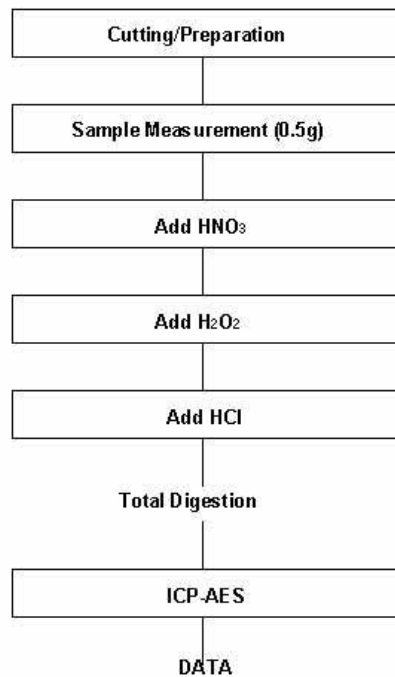 Cutting/Preparation
Sample Measurement (0.5g)
Add HNO₃
Add H₂O₂
Add HCl
Total Digestion
ICP-AES
DATA